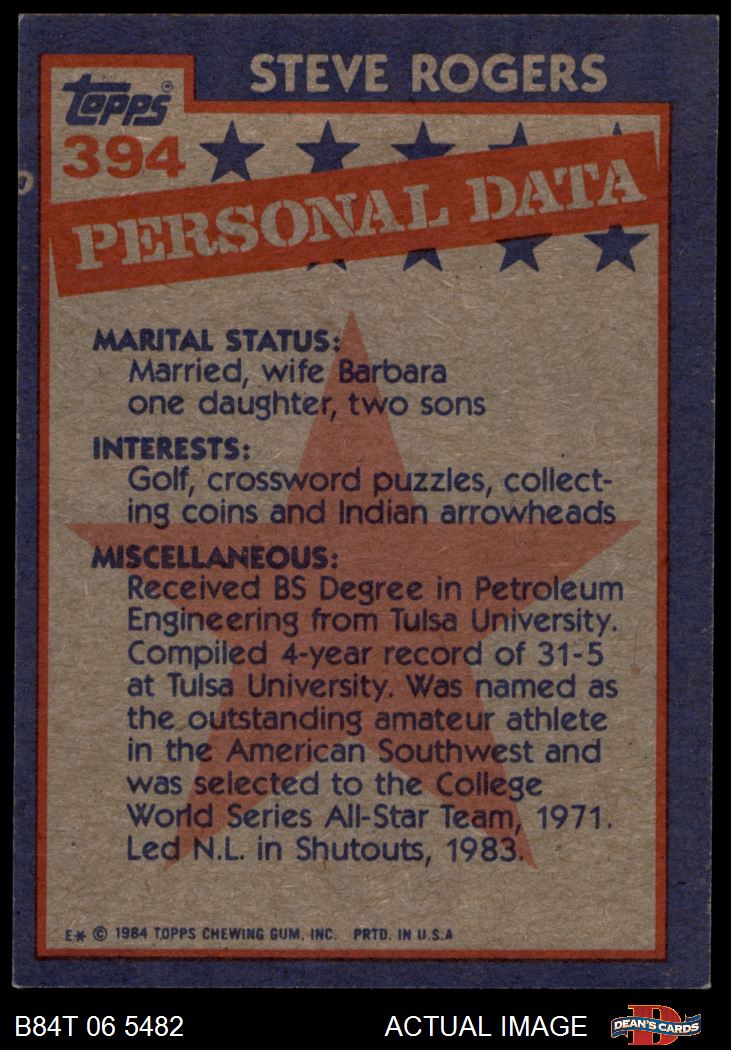 STEVE ROGERS
topps®
394
PERSONAL DATA
MARITAL STATUS:
Married, wife Barbara
one daughter, two sons
INTERESTS:
Golf, crossword puzzles, collect-
ing coins and Indian arrowheads
MISCELLANEOUS:
Received BS Degree in Petroleum
Engineering from Tulsa University.
Compiled 4-year record of 31-5
at Tulsa University. Was named as
the outstanding amateur athlete
in the American Southwest and
was selected to the College
World Series All-Star Team, 1971.
Led N.L. in Shutouts, 1983.
E* © 1984 TOPPS CHEWING GUM, INC. PRTD. IN U.S.A
B84T 06 5482
ACTUAL IMAGE
D
DEAN'S CARDS